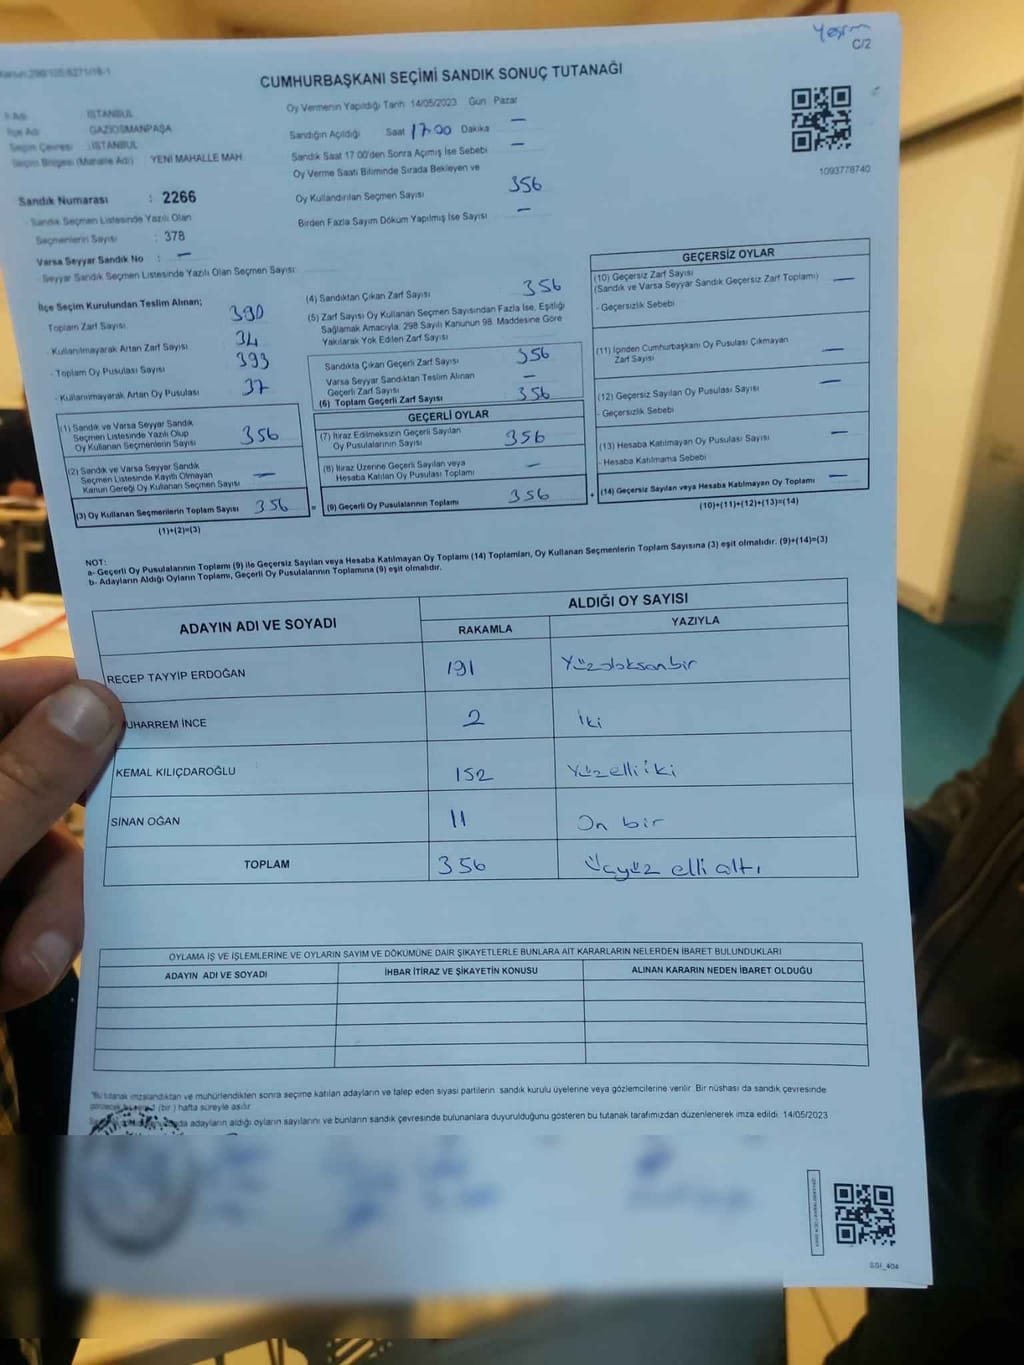 Yeşim
C/2
CUMHURBAŞKANI SEÇİMİ SANDIK SONUÇ TUTANAĞI
İl Adı : İSTANBUL
İlçe Adı : GAZİOSMANPAŞA
Seçim Çevresi : İSTANBUL
Seçim Bölgesi (Mahalle Adı) YENİ MAHALLE MAH.
Sandık Numarası : 2266
- Sandık Seçmen Listesinde Yazılı Olan
Seçmenlerin Sayısı : 378
Varsa Seyyar Sandık No : —
- Seyyar Sandık Seçmen Listesinde Yazılı Olan Seçmen Sayısı:
Oy Vermenin Yapıldığı Tarih 14/05/2023 Gün Pazar
Sandığın Açıldığı Saat 17:00 Dakika —
Sandık Saat 17.00'den Sonra Açımış İse Sebebi —
Oy Verme Saati Bitiminde Sırada Bekleyen ve
Oy Kullandırılan Seçmen Sayısı 356
Birden Fazla Sayım Döküm Yapılmış İse Sayısı —
1093778740
İlçe Seçim Kurulundan Teslim Alınan;
- Toplam Zarf Sayısı 390
- Kullanılmayarak Artan Zarf Sayısı 34
- Toplam Oy Pusulası Sayısı 393
- Kullanılmayarak Artan Oy Pusulası 37
(1) Sandık ve Varsa Seyyar Sandık
Seçmen Listesinde Yazılı Olup
Oy Kullanan Seçmenlerin Sayısı 356
(2) Sandık ve Varsa Seyyar Sandık
Seçmen Listesinde Kayıtlı Olmayan
Kanun Gereği Oy Kullanan Seçmen Sayısı —
(3) Oy Kullanan Seçmenlerin Toplam Sayısı 356
(1)+(2)=(3)
(4) Sandıktan Çıkan Zarf Sayısı 356
(5) Zarf Sayısı Oy Kullanan Seçmen Sayısından Fazla İse, Eşitliği
Sağlamak Amacıyla, 298 Sayılı Kanunun 98. Maddesine Göre
Yakılarak Yok Edilen Zarf Sayısı
Sandıkta Çıkan Geçerli Zarf Sayısı 356
Varsa Seyyar Sandıktan Teslim Alınan
Geçerli Zarf Sayısı —
(6) Toplam Geçerli Zarf Sayısı 356
GEÇERLİ OYLAR
(7) İtiraz Edilmeksizin Geçerli Sayılan
Oy Pusulalarının Sayısı 356
(8) İtiraz Üzerine Geçerli Sayılan veya
Hesaba Katılan Oy Pusulası Toplamı —
= (9) Geçerli Oy Pusulalarının Toplamı 356
GEÇERSİZ OYLAR
(10) Geçersiz Zarf Sayısı
(Sandık ve Varsa Seyyar Sandık Geçersiz Zarf Toplamı) —
- Geçersizlik Sebebi
(11) İçinden Cumhurbaşkanı Oy Pusulası Çıkmayan
Zarf Sayısı —
(12) Geçersiz Sayılan Oy Pusulası Sayısı —
- Geçersizlik Sebebi
(13) Hesaba Katılmayan Oy Pusulası Sayısı —
- Hesaba Katılmama Sebebi
+ (14) Geçersiz Sayılan veya Hesaba Katılmayan Oy Toplamı —
(10)+(11)+(12)+(13)=(14)
NOT:
a- Geçerli Oy Pusulalarının Toplamı (9) ile Geçersiz Sayılan veya Hesaba Katılmayan Oy Toplamı (14) Toplamları, Oy Kullanan Seçmenlerin Toplam Sayısına (3) eşit olmalıdır. (9)+(14)=(3)
b- Adayların Aldığı Oyların Toplamı, Geçerli Oy Pusulalarının Toplamına (9) eşit olmalıdır.
ADAYIN ADI VE SOYADI
ALDIĞI OY SAYISI
RAKAMLA YAZIYLA
RECEP TAYYİP ERDOĞAN 191 Yüzdoksanbir
MUHARREM İNCE 2 iki
KEMAL KILIÇDAROĞLU 152 Yüzelliiki
SİNAN OĞAN 11 On bir
TOPLAM 356 Üçyüz elli altı
OYLAMA İŞ VE İŞLEMLERİNE VE OYLARIN SAYIM VE DÖKÜMÜNE DAİR ŞİKAYETLERLE BUNLARA AİT KARARLARIN NELERDEN İBARET BULUNDUKLARI
ADAYIN ADI VE SOYADI İHBAR İTİRAZ VE ŞİKAYETİN KONUSU ALINAN KARARIN NEDEN İBARET OLDUĞU
Bu tutanak imzalandıktan ve mühürlendikten sonra seçime katılan adayların ve talep eden siyasi partilerin sandık kurulu üyelerine veya gözlemcilerine verilir. Bir nüshası da sandık çevresinde
(bir) hafta süreyle asılır.
adayların aldığı oyların sayılarını ve bunların sandık çevresinde bulunanlara duyurulduğunu gösteren bu tutanak tarafımızdan düzenlenerek imza edildi. 14/05/2023
SGI_404